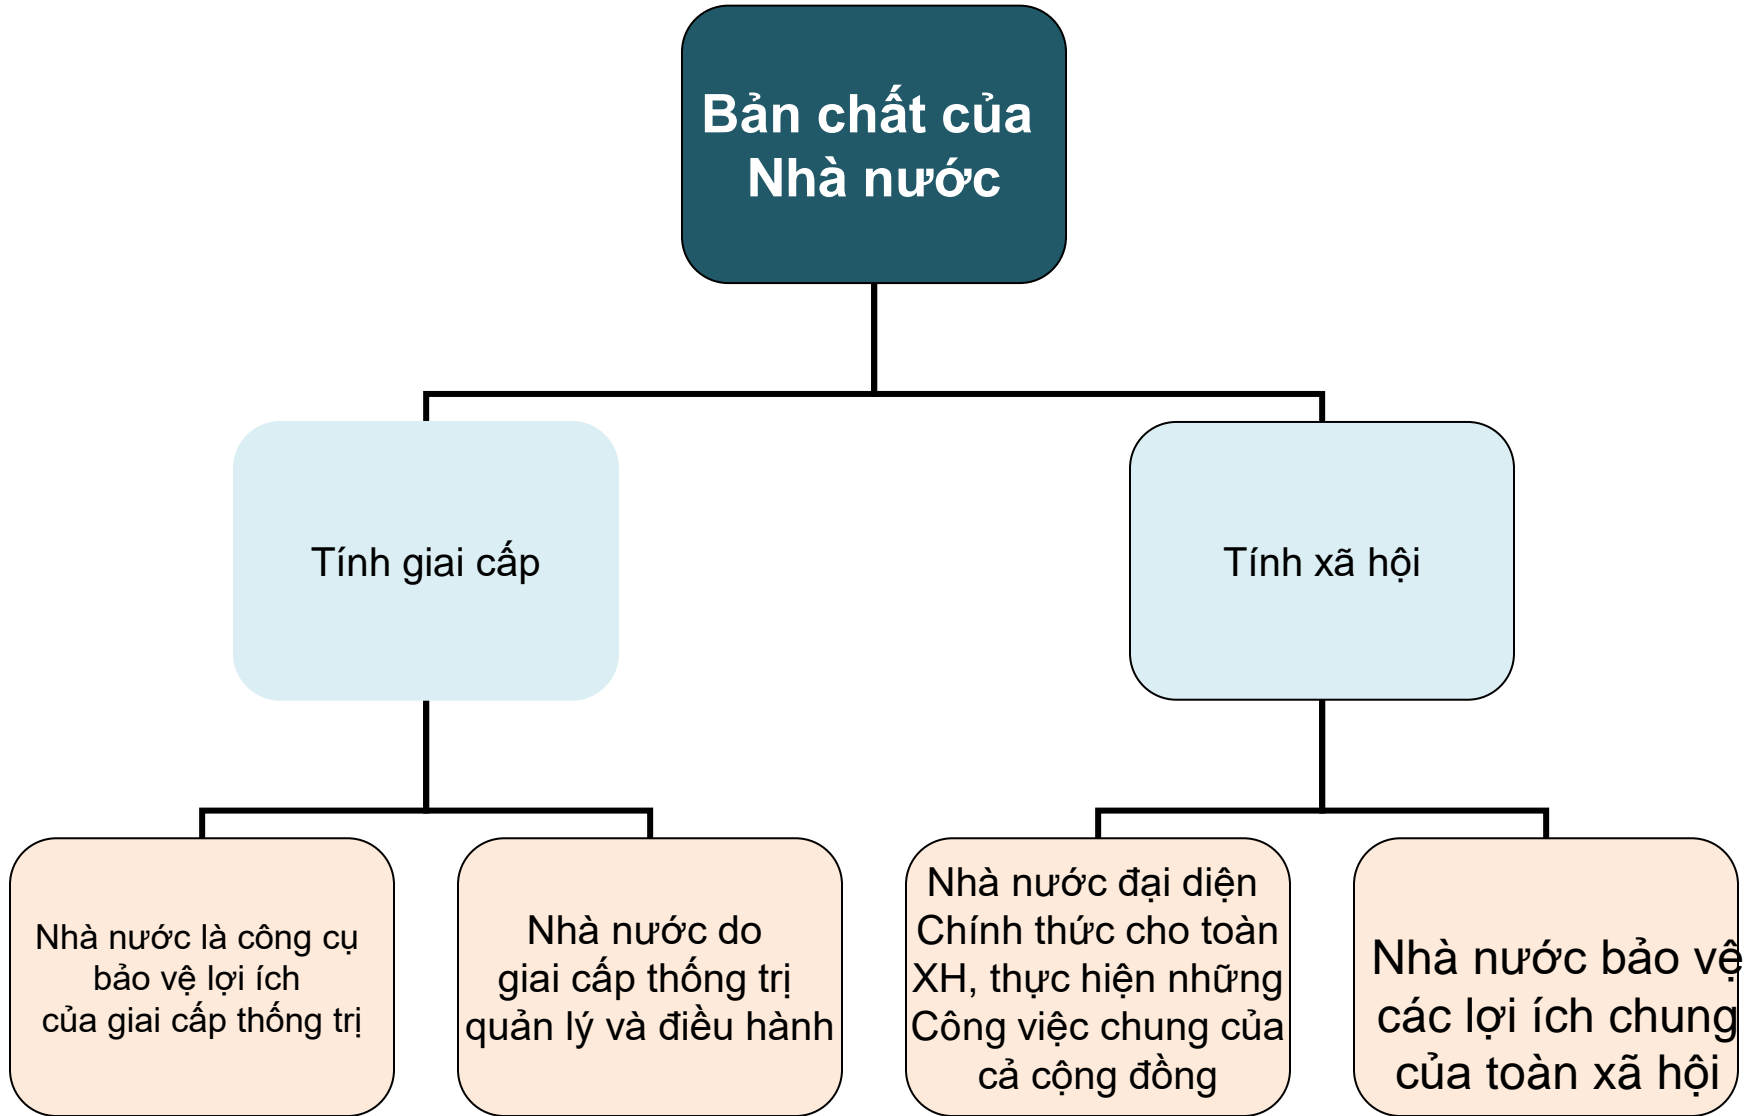 Bản chất của
Nhà nước
Tính giai cấp
Tính xã hội
Nhà nước là công cụ
bảo vệ lợi ích
của giai cấp thống trị
Nhà nước do
giai cấp thống trị
quản lý và điều hành
Nhà nước đại diện
Chính thức cho toàn
XH, thực hiện những
Công việc chung của
cả cộng đồng
Nhà nước bảo vệ
các lợi ích chung
của toàn xã hội